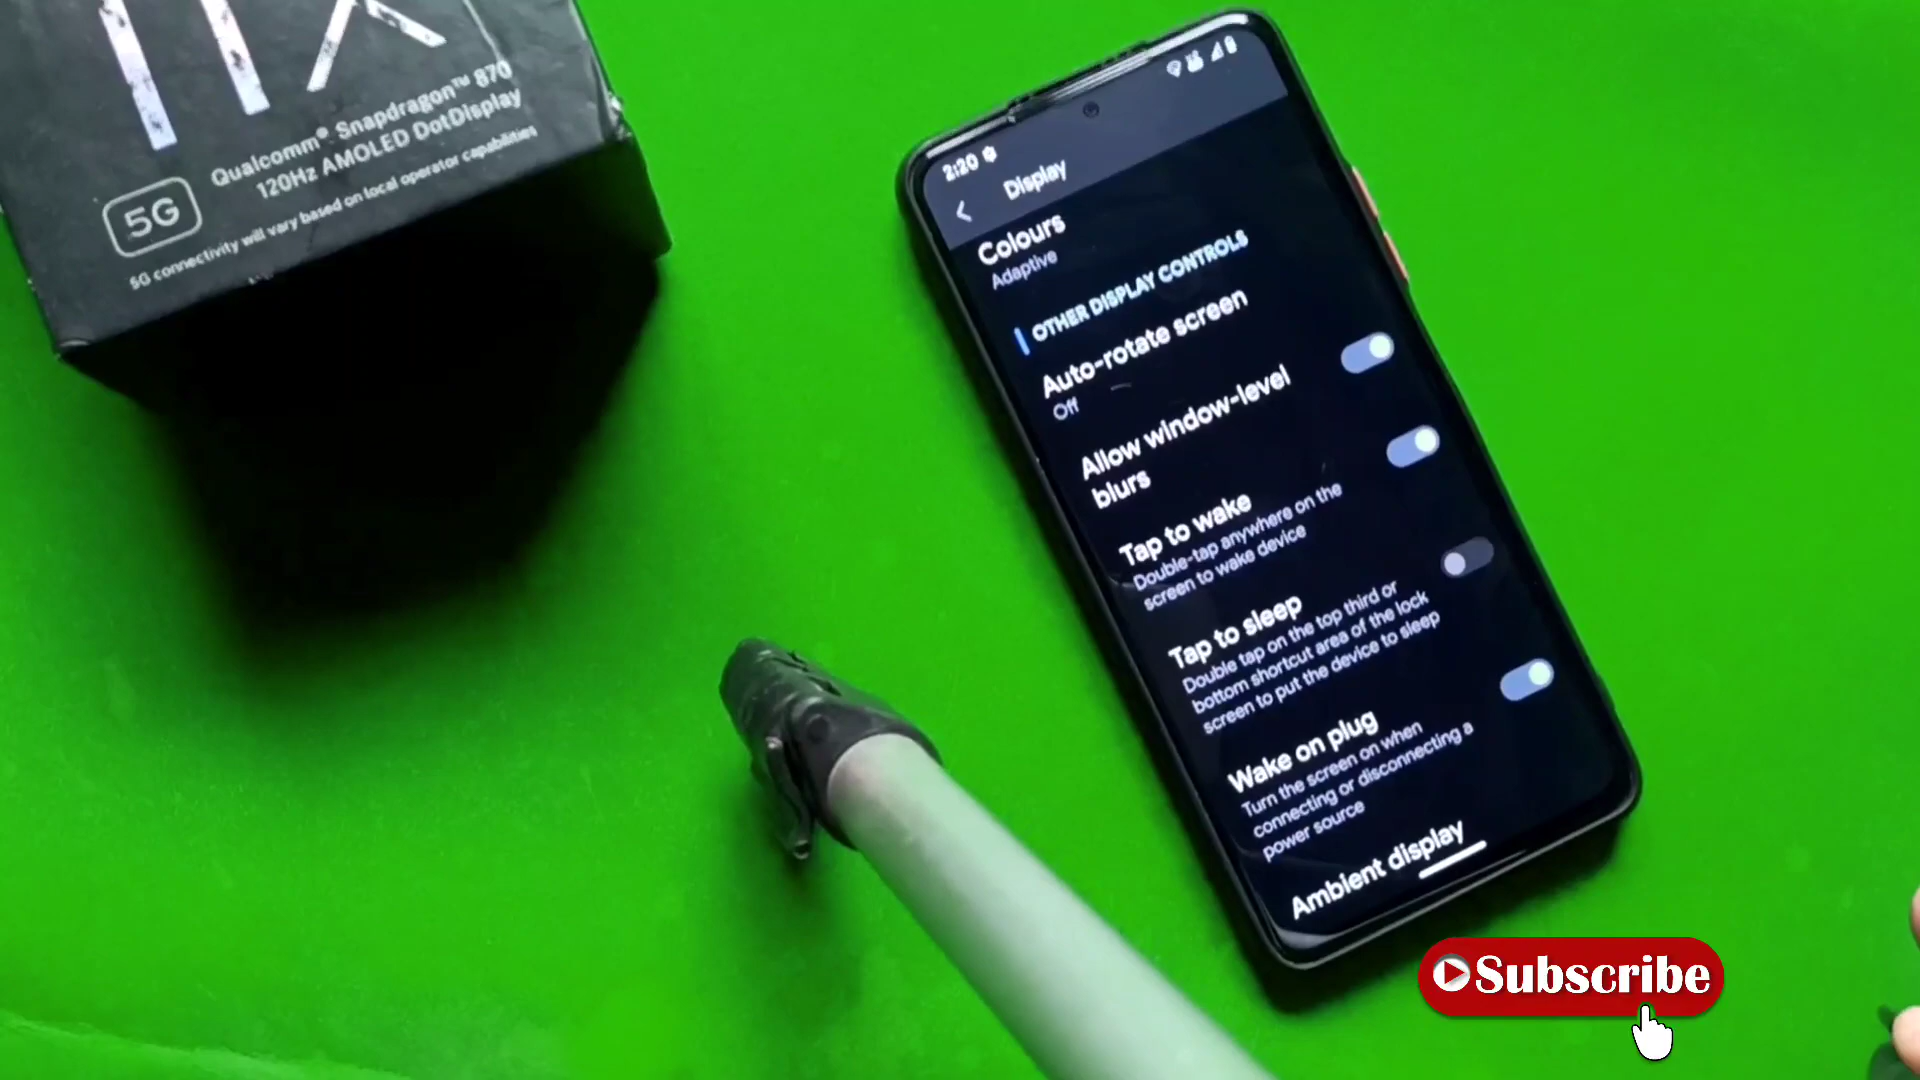 11X
Qualcomm® Snapdragon™ 870
120Hz AMOLED DotDisplay
5G
5G connectivity will vary based on local operator capabilities
2:20
Display
Colours
Adaptive
OTHER DISPLAY CONTROLS
Auto-rotate screen
Off
Allow window-level
blurs
Tap to wake
Double-tap anywhere on the
screen to wake device
Tap to sleep
Double tap on the top third or
bottom shortcut area of the lock
screen to put the device to sleep
Wake on plug
Turn the screen on when
connecting or disconnecting a
power source
Ambient display
Subscribe